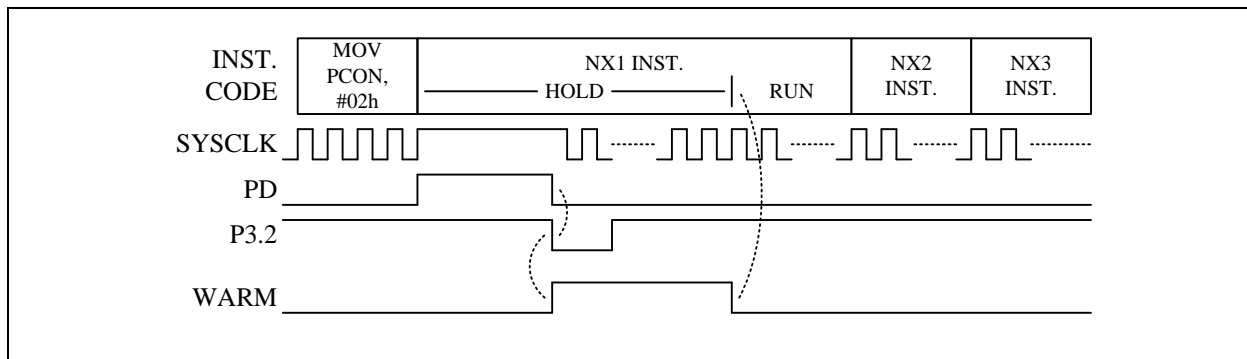 INST.
CODE
MOV
PCON,
#02h
NX1 INST.
HOLD
RUN
NX2
INST.
NX3
INST.
SYSCLK
PD
P3.2
WARM